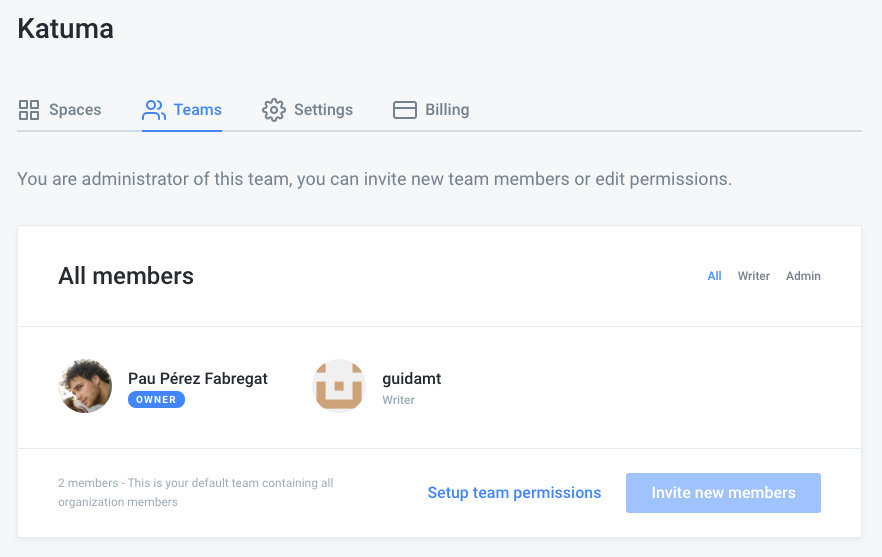 Katuma
Spaces Teams Settings Billing
You are administrator of this team, you can invite new team members or edit permissions.
All members
All Writer Admin
Pau Pérez Fabregat
OWNER
guidamt
Writer
2 members - This is your default team containing all
organization members
Setup team permissions
Invite new members